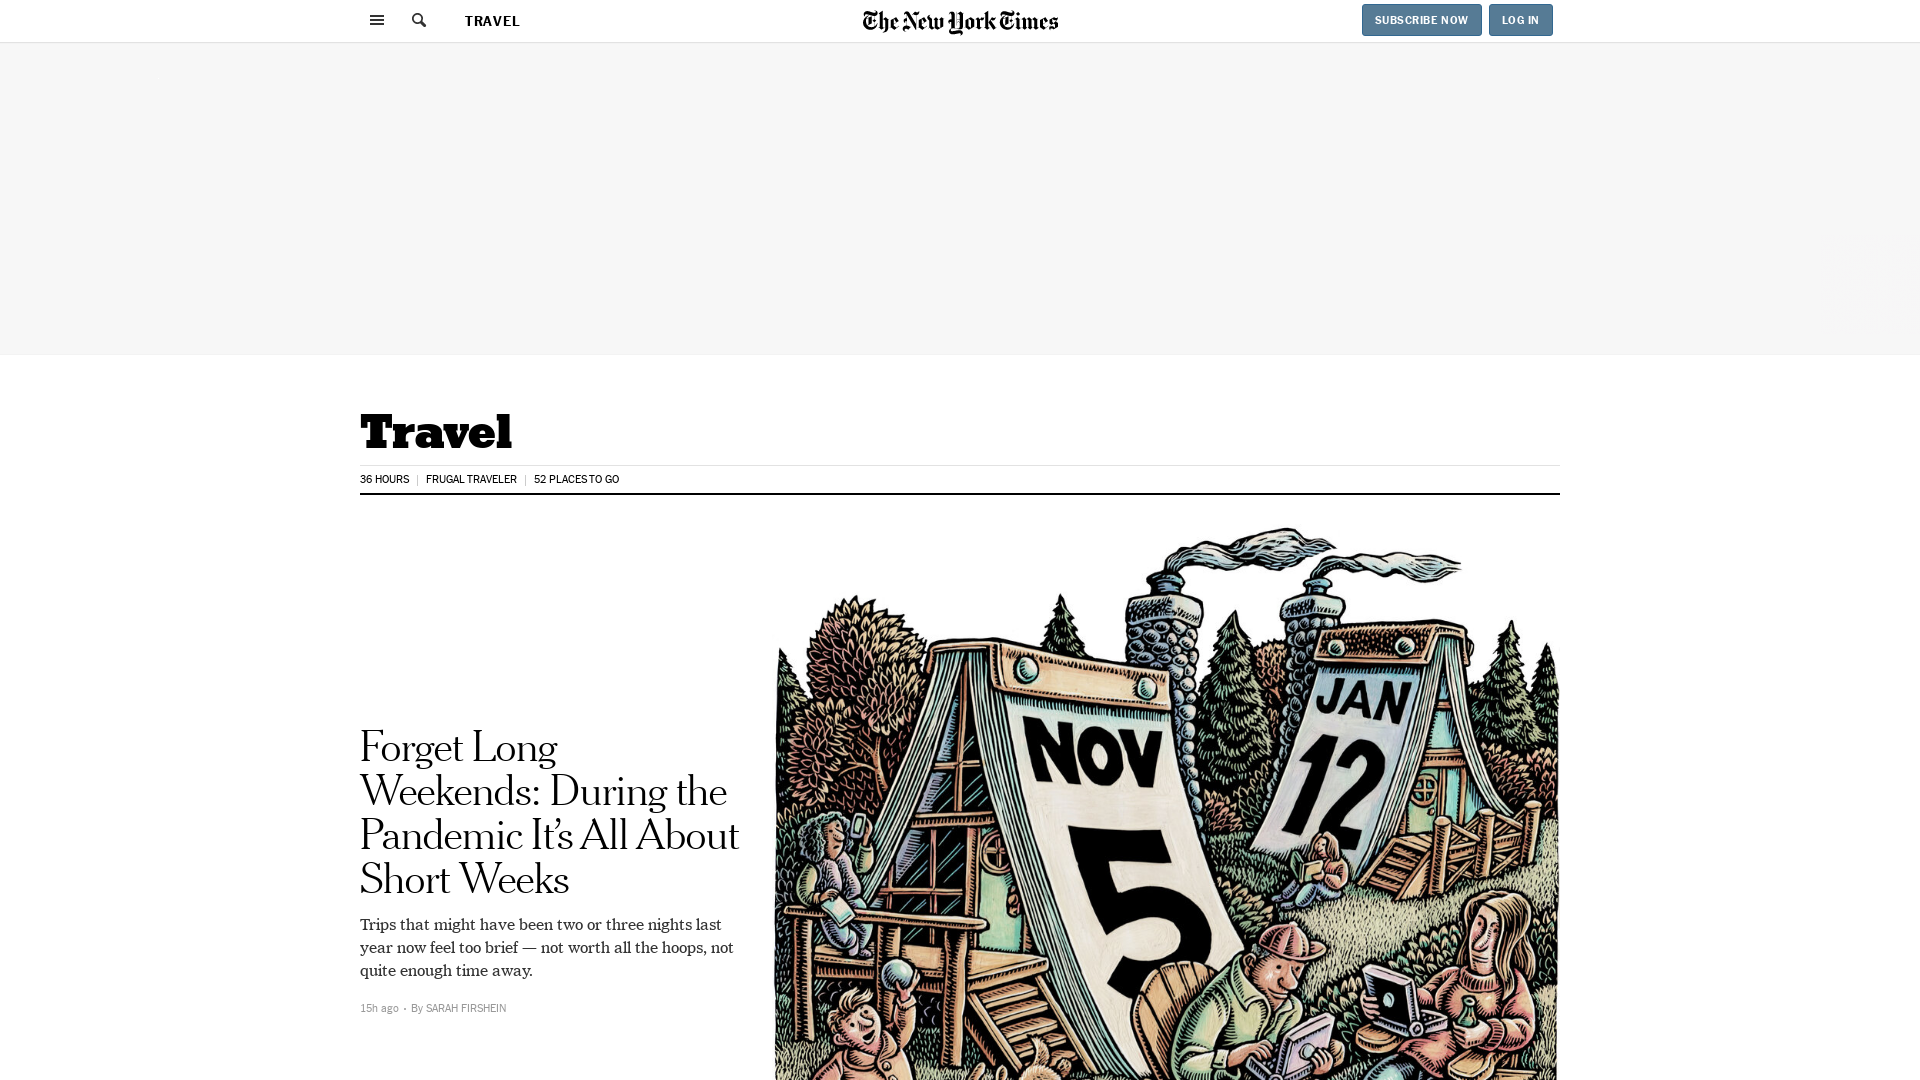 TRAVEL
The New York Times
SUBSCRIBE NOW
LOG IN
Travel
36 HOURS
FRUGAL TRAVELER
52 PLACES TO GO
Forget Long
Weekends: During the
Pandemic It’s All About
Short Weeks
Trips that might have been two or three nights last
year now feel too brief — not worth all the hoops, not
quite enough time away.
15h ago • By SARAH FIRSHEIN
NOV
5
JAN
12